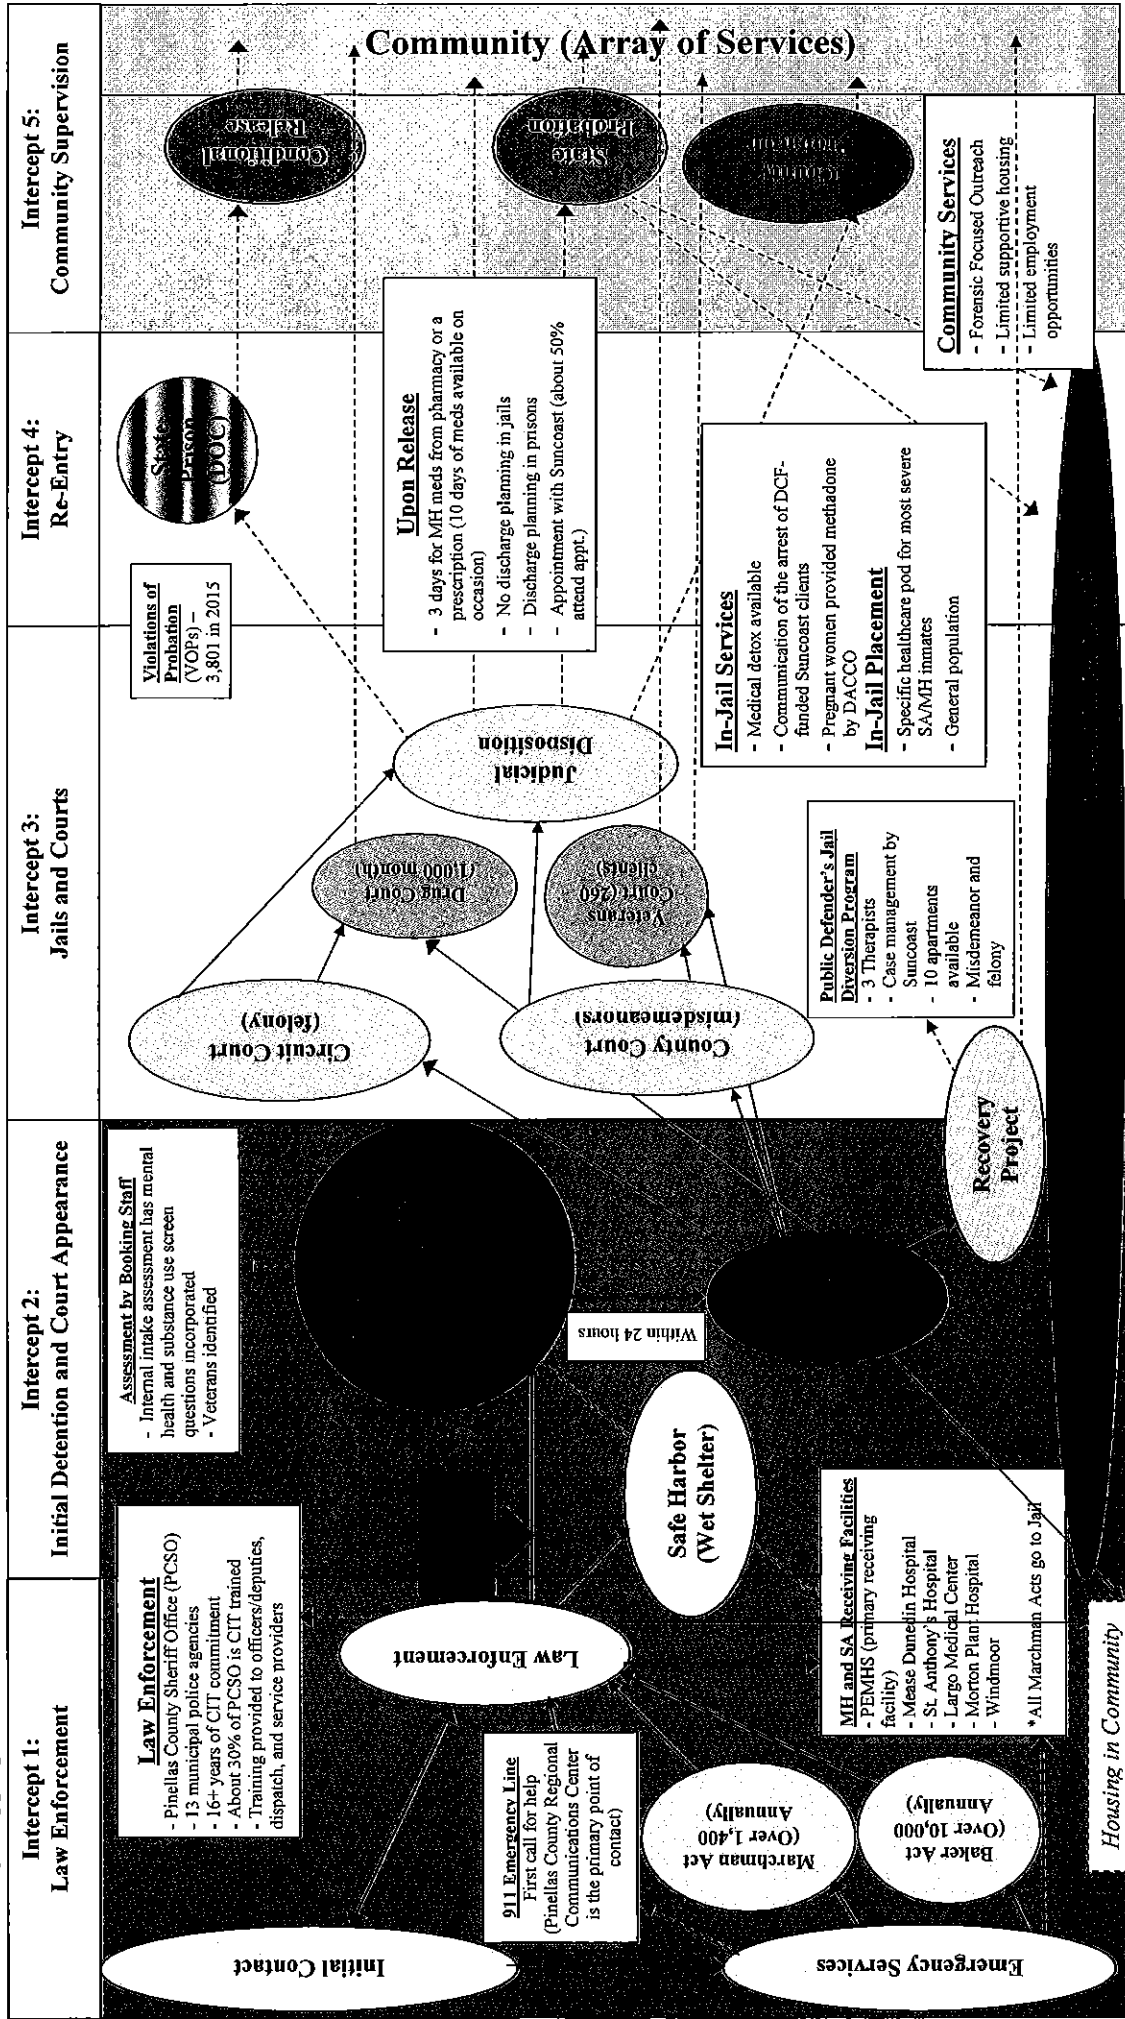 Intercept 1:
Law Enforcement
Intercept 2:
Initial Detention and Court Appearance
Intercept 3:
Jails and Courts
Intercept 4:
Re-Entry
Intercept 5:
Community Supervision
Initial Contact
Law Enforcement
- Pinellas County Sheriff Office (PCSO)
- 13 municipal police agencies
- 16+ years of CIT commitment
- About 30% of PCSO is CIT trained
- Training provided to officers/deputies,
dispatch, and service providers
911 Emergency Line
First call for help
(Pinellas County Regional
Communications Center
is the primary point of
contact)
Law Enforcement
Marchman Act
(Over 1,400
Annually)
Baker Act
(Over 10,000
Annually)
Emergency Services
MH and SA Receiving Facilities
- PEMHS (primary receiving
facility)
- Mease Dunedin Hospital
- St. Anthony's Hospital
- Largo Medical Center
- Morton Plant Hospital
- Windmoor
*All Marchman Acts go to Jail
Housing in Community
Safe Harbor
(Wet Shelter)
Assessment by Booking Staff
- Internal intake assessment has mental
health and substance use screen
questions incorporated
- Veterans identified
Within 24 hours
Recovery
Project
Circuit Court
(felony)
County Court
(misdemeanors)
Drug Court
(1,000 month)
Veterans
Court (260
clients)
Judicial
Disposition
Public Defender's Jail
Diversion Program
- 3 Therapists
- Case management by
Suncoast
- 10 apartments
available
- Misdemeanor and
felony
Violations of
Probation
(VOPs) –
3,801 in 2015
State
Prison
(DOC)
Upon Release
- 3 days for MH meds from pharmacy or a
prescription (10 days of meds available on
occasion)
- No discharge planning in jails
- Discharge planning in prisons
- Appointment with Suncoast (about 50%
attend appt.)
In-Jail Services
- Medical detox available
- Communication of the arrest of DCF-
funded Suncoast clients
- Pregnant women provided methadone
by DACCO
In-Jail Placement
- Specific healthcare pod for most severe
SA/MH inmates
- General population
Conditional
Release
State
Probation
County
Probation
Community Services
- Forensic Focused Outreach
- Limited supportive housing
- Limited employment
opportunities
Community (Array of Services)